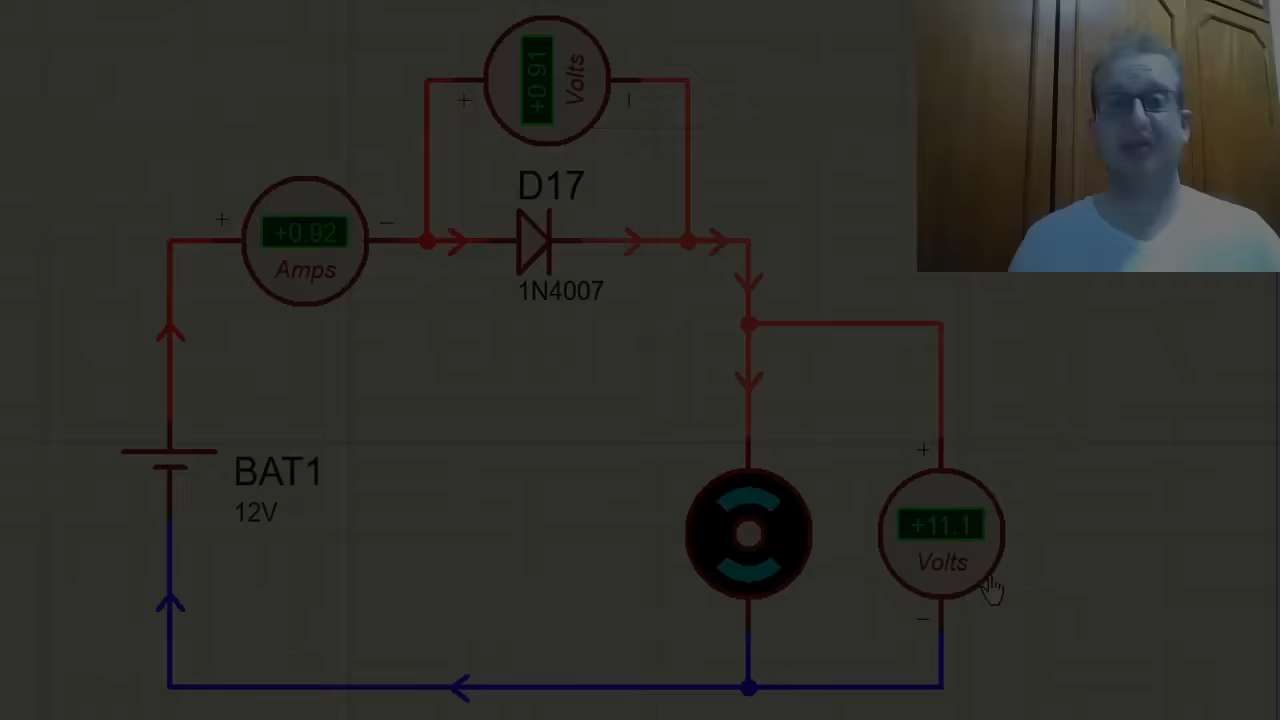 +0.91
Volts
D17
+0.92
Amps
1N4007
BAT1
12V
+11.1
Volts